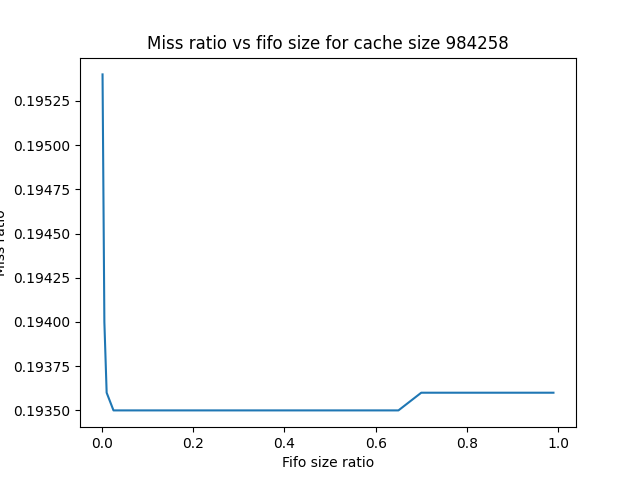 Miss ratio vs fifo size for cache size 984258
0.19525
0.19500
0.19475
0.19450
0.19425
0.19400
0.19375
0.19350
Miss ratio
0.0 0.2 0.4 0.6 0.8 1.0
Fifo size ratio